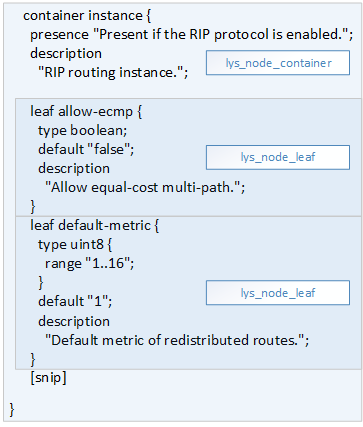 container instance {
presence "Present if the RIP protocol is enabled.";
description
"RIP routing instance.";
lys_node_container
leaf allow-ecmp {
type boolean;
default "false";
lys_node_leaf
description
"Allow equal-cost multi-path.";
}
leaf default-metric {
type uint8 {
range "1..16";
}
lys_node_leaf
default "1";
description
"Default metric of redistributed routes.";
}
[snip]
}